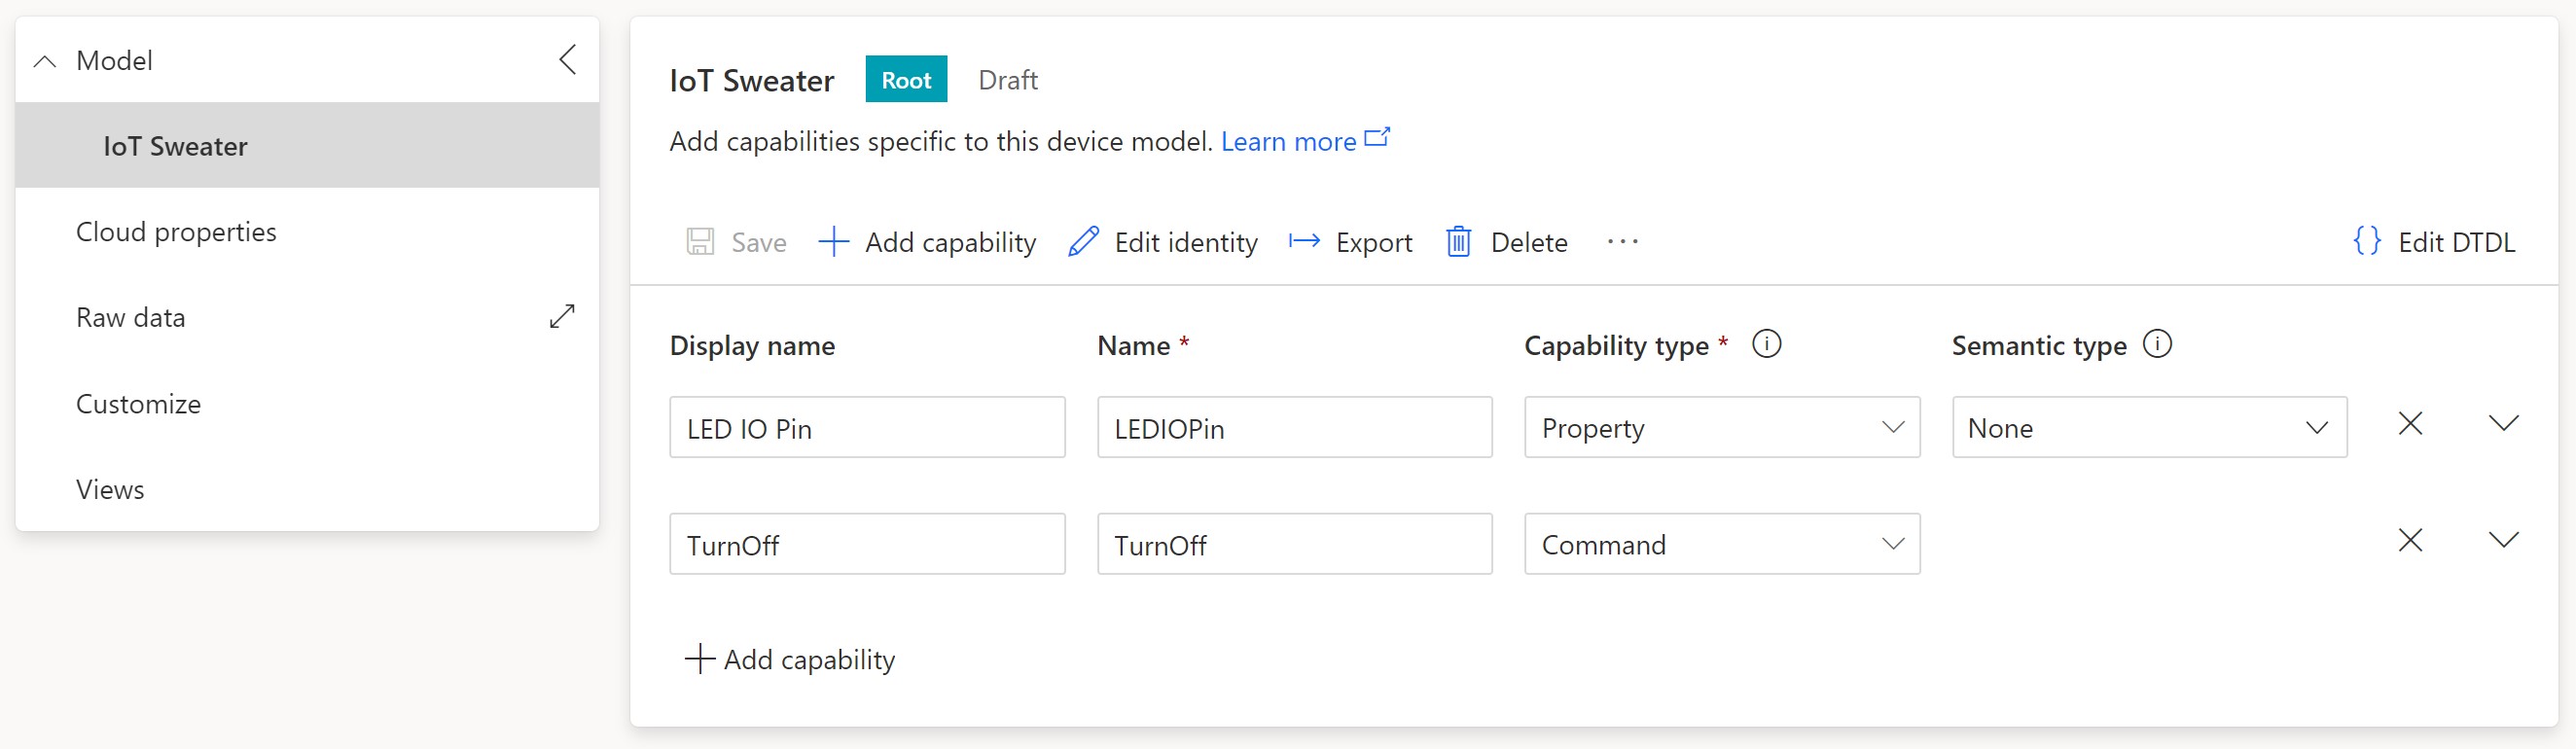 Model
IoT Sweater
Cloud properties
Raw data
Customize
Views
IoT Sweater Root Draft
Add capabilities specific to this device model. Learn more
Save Add capability Edit identity Export Delete ··· {} Edit DTDL
Display name Name * Capability type * Semantic type
LED IO Pin LEDIOPin Property None
TurnOff TurnOff Command
Add capability